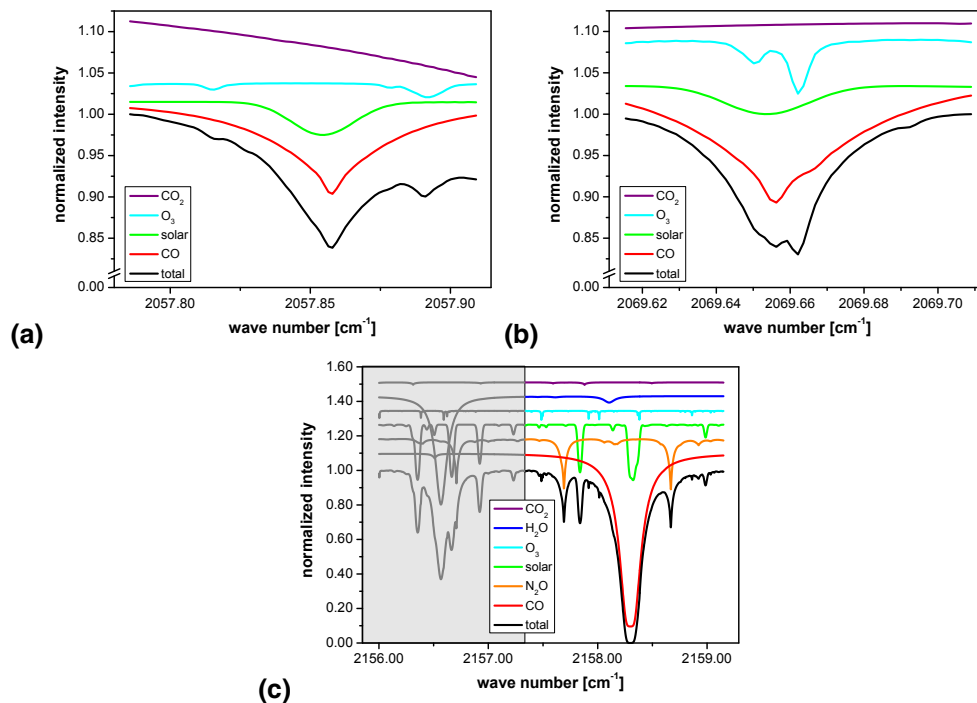 1.10
1.05
1.00
0.95
0.90
0.85
0.00
normalized intensity
CO2
O3
solar
CO
total
2057.80 2057.85 2057.90
wave number [cm-1]
(a)
1.10
1.05
1.00
0.95
0.90
0.85
0.00
normalized intensity
CO2
O3
solar
CO
total
2069.62 2069.64 2069.66 2069.68 2069.70
wave number [cm-1]
(b)
1.60
1.40
1.20
1.00
0.80
0.60
0.40
0.20
0.00
normalized intensity
CO2
H2O
O3
solar
N2O
CO
total
2156.00 2157.00 2158.00 2159.00
wave number [cm-1]
(c)